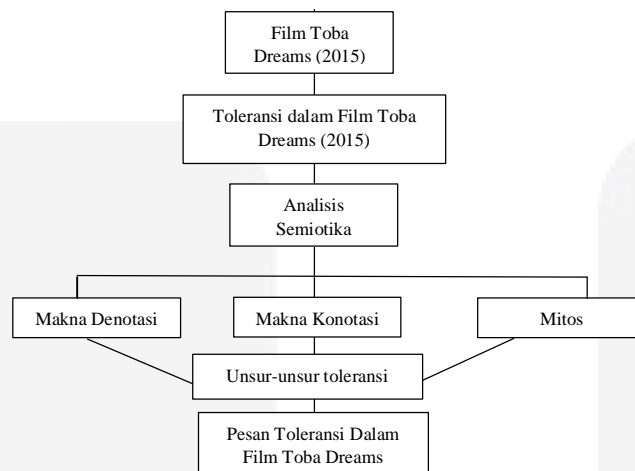 Film Toba
Dreams (2015)
Toleransi dalam Film Toba
Dreams (2015)
Analisis
Semiotika
Makna Denotasi
Makna Konotasi
Mitos
Unsur-unsur toleransi
Pesan Toleransi Dalam
Film Toba Dreams